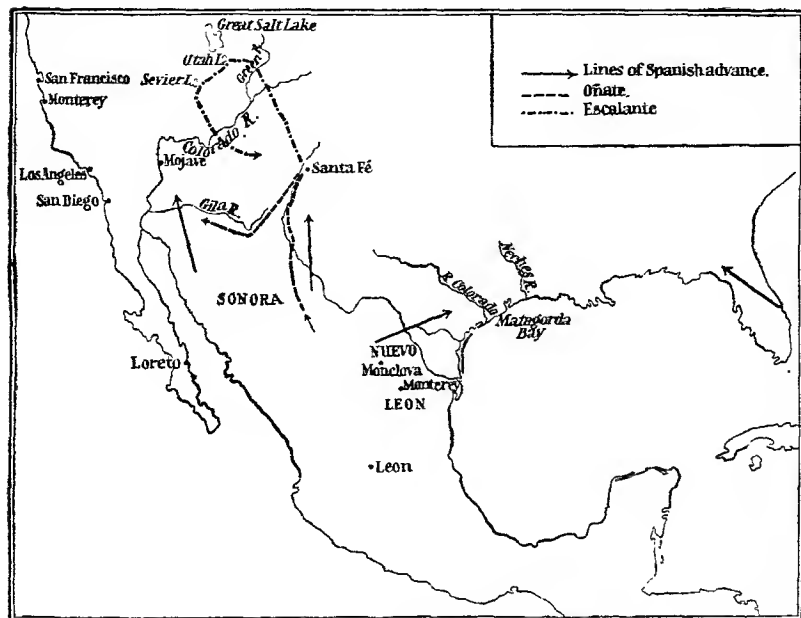 Great Salt Lake
Utah L.
Green R.
Sevier L.
San Francisco
Monterey
Colorado R.
Mojave
Los Angeles
San Diego
Santa Fé
Gila R.
SONORA
Loreto
R. Colorado
Neches R.
Matagorda
Bay
NUEVO
Monclova
Monterey
LEON
Leon
Lines of Spanish advance.
Oñate.
Escalante